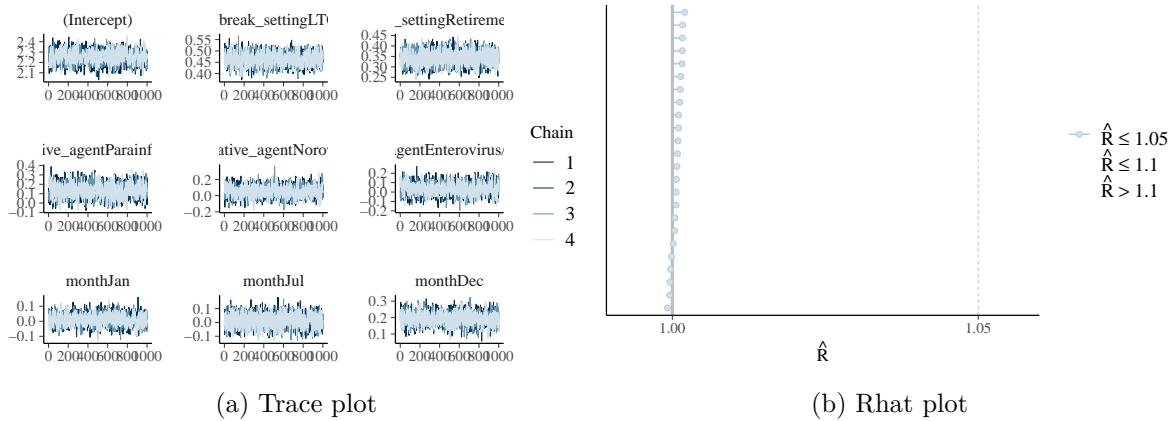 (Intercept)
break_settingLTC
_settingRetireme
2.4
2.3
2.2
2.1
0 200400600800 1000
0.55
0.50
0.45
0.40
0 200400600800 1000
0.45
0.40
0.35
0.30
0.25
0 200400600800 1000
ive_agentParainf
ative_agentNorov
agentEnterovirus/
0.4
0.3
0.2
0.1
0.0
−0.1
0 200400600800 1000
0.2
0.0
−0.2
0 200400600800 1000
0.2
0.1
0.0
−0.1
−0.2
0 200400600800 1000
monthJan
monthJul
monthDec
0.1
0.0
−0.1
0 200400600800 1000
0.1
0.0
−0.1
0 200400600800 1000
0.3
0.2
0.1
0 200400600800 1000
Chain
1
2
3
4
(a) Trace plot
1.00
1.05
R̂
R̂ ≤ 1.05
R̂ ≤ 1.1
R̂ > 1.1
(b) Rhat plot